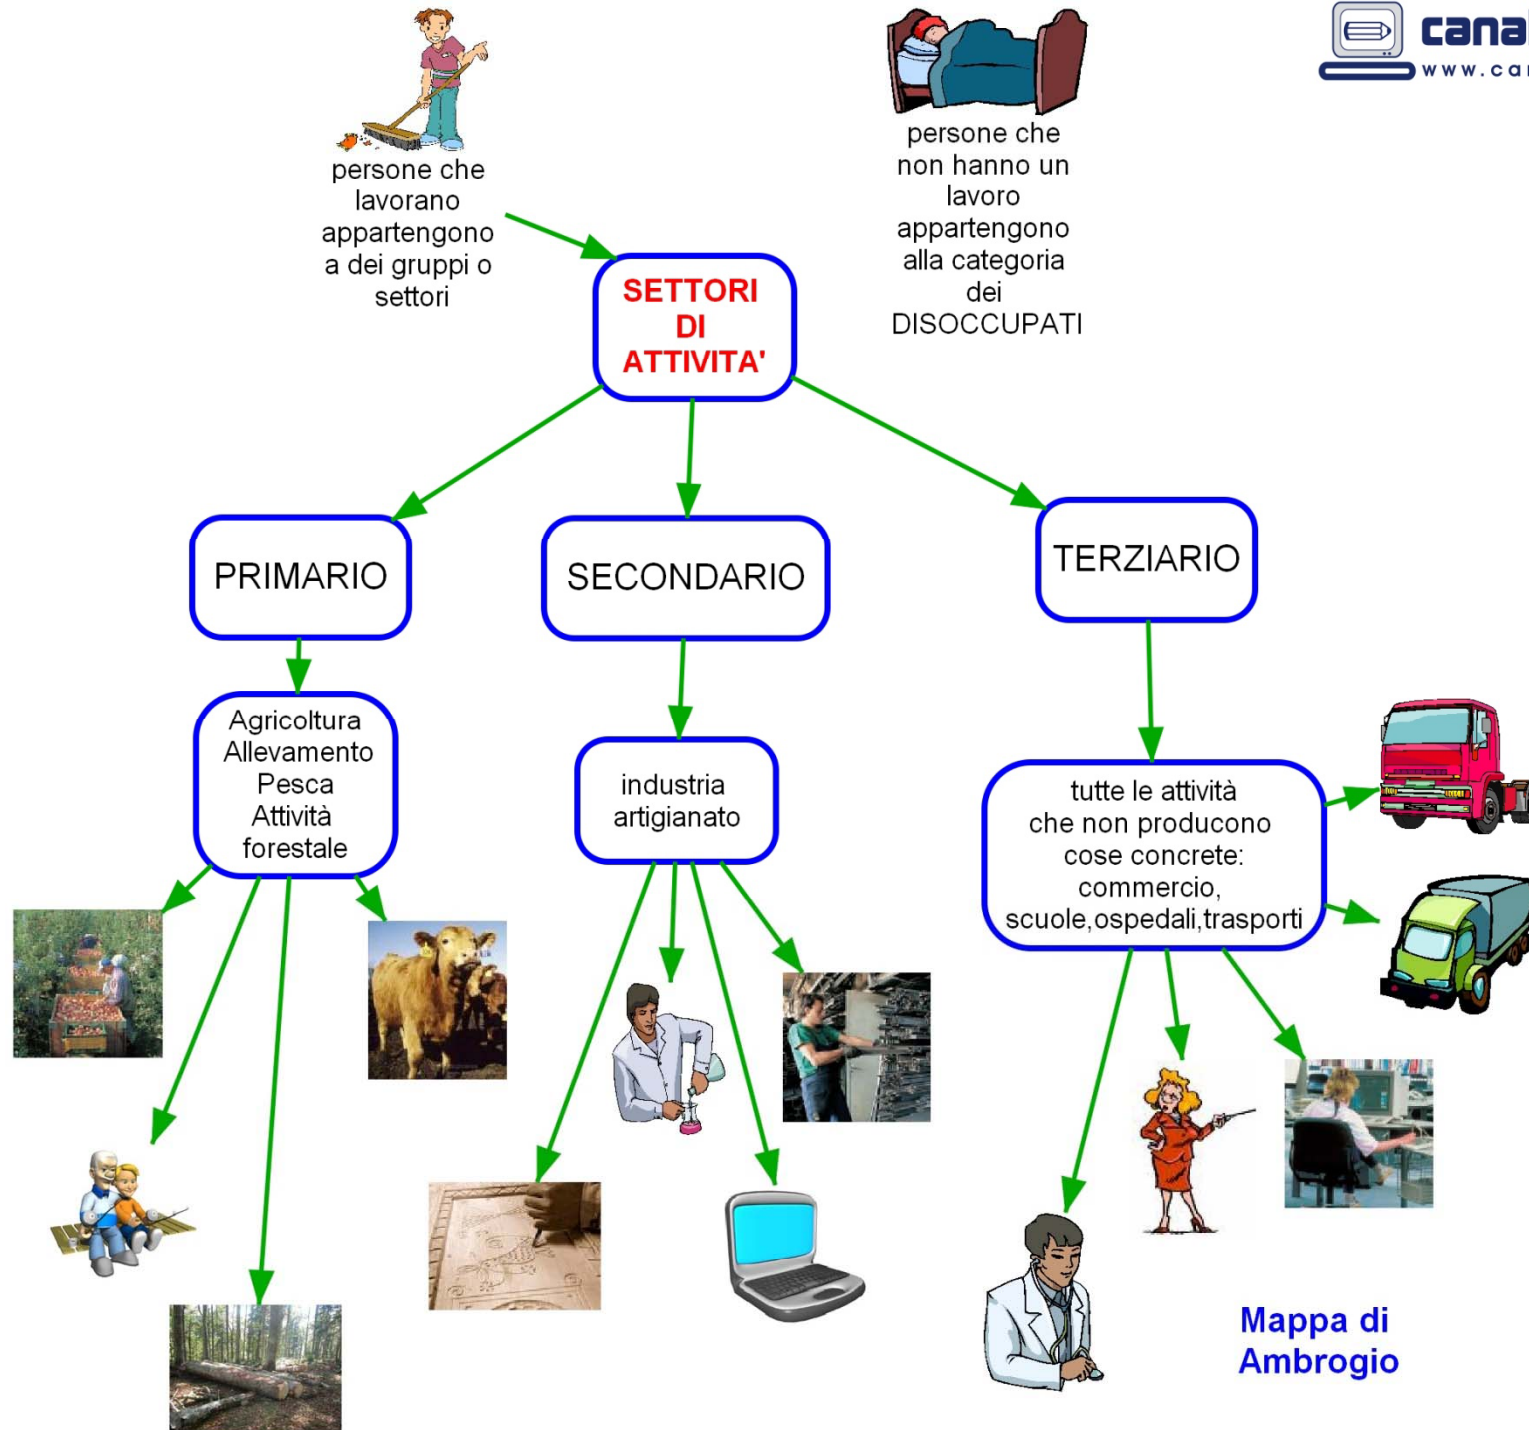 persone che
lavorano
appartengono
a dei gruppi o
settori
persone che
non hanno un
lavoro
appartengono
alla categoria
dei
DISOCCUPATI
www.
SETTORI
DI
ATTIVITA'
PRIMARIO
SECONDARIO
TERZIARIO
Agricoltura
Allevamento
Pesca
Attività
forestale
industria
artigianato
tutte le attività
che non producono
cose concrete:
commercio,
scuole,ospedali,trasporti
Mappa di
Ambrogio